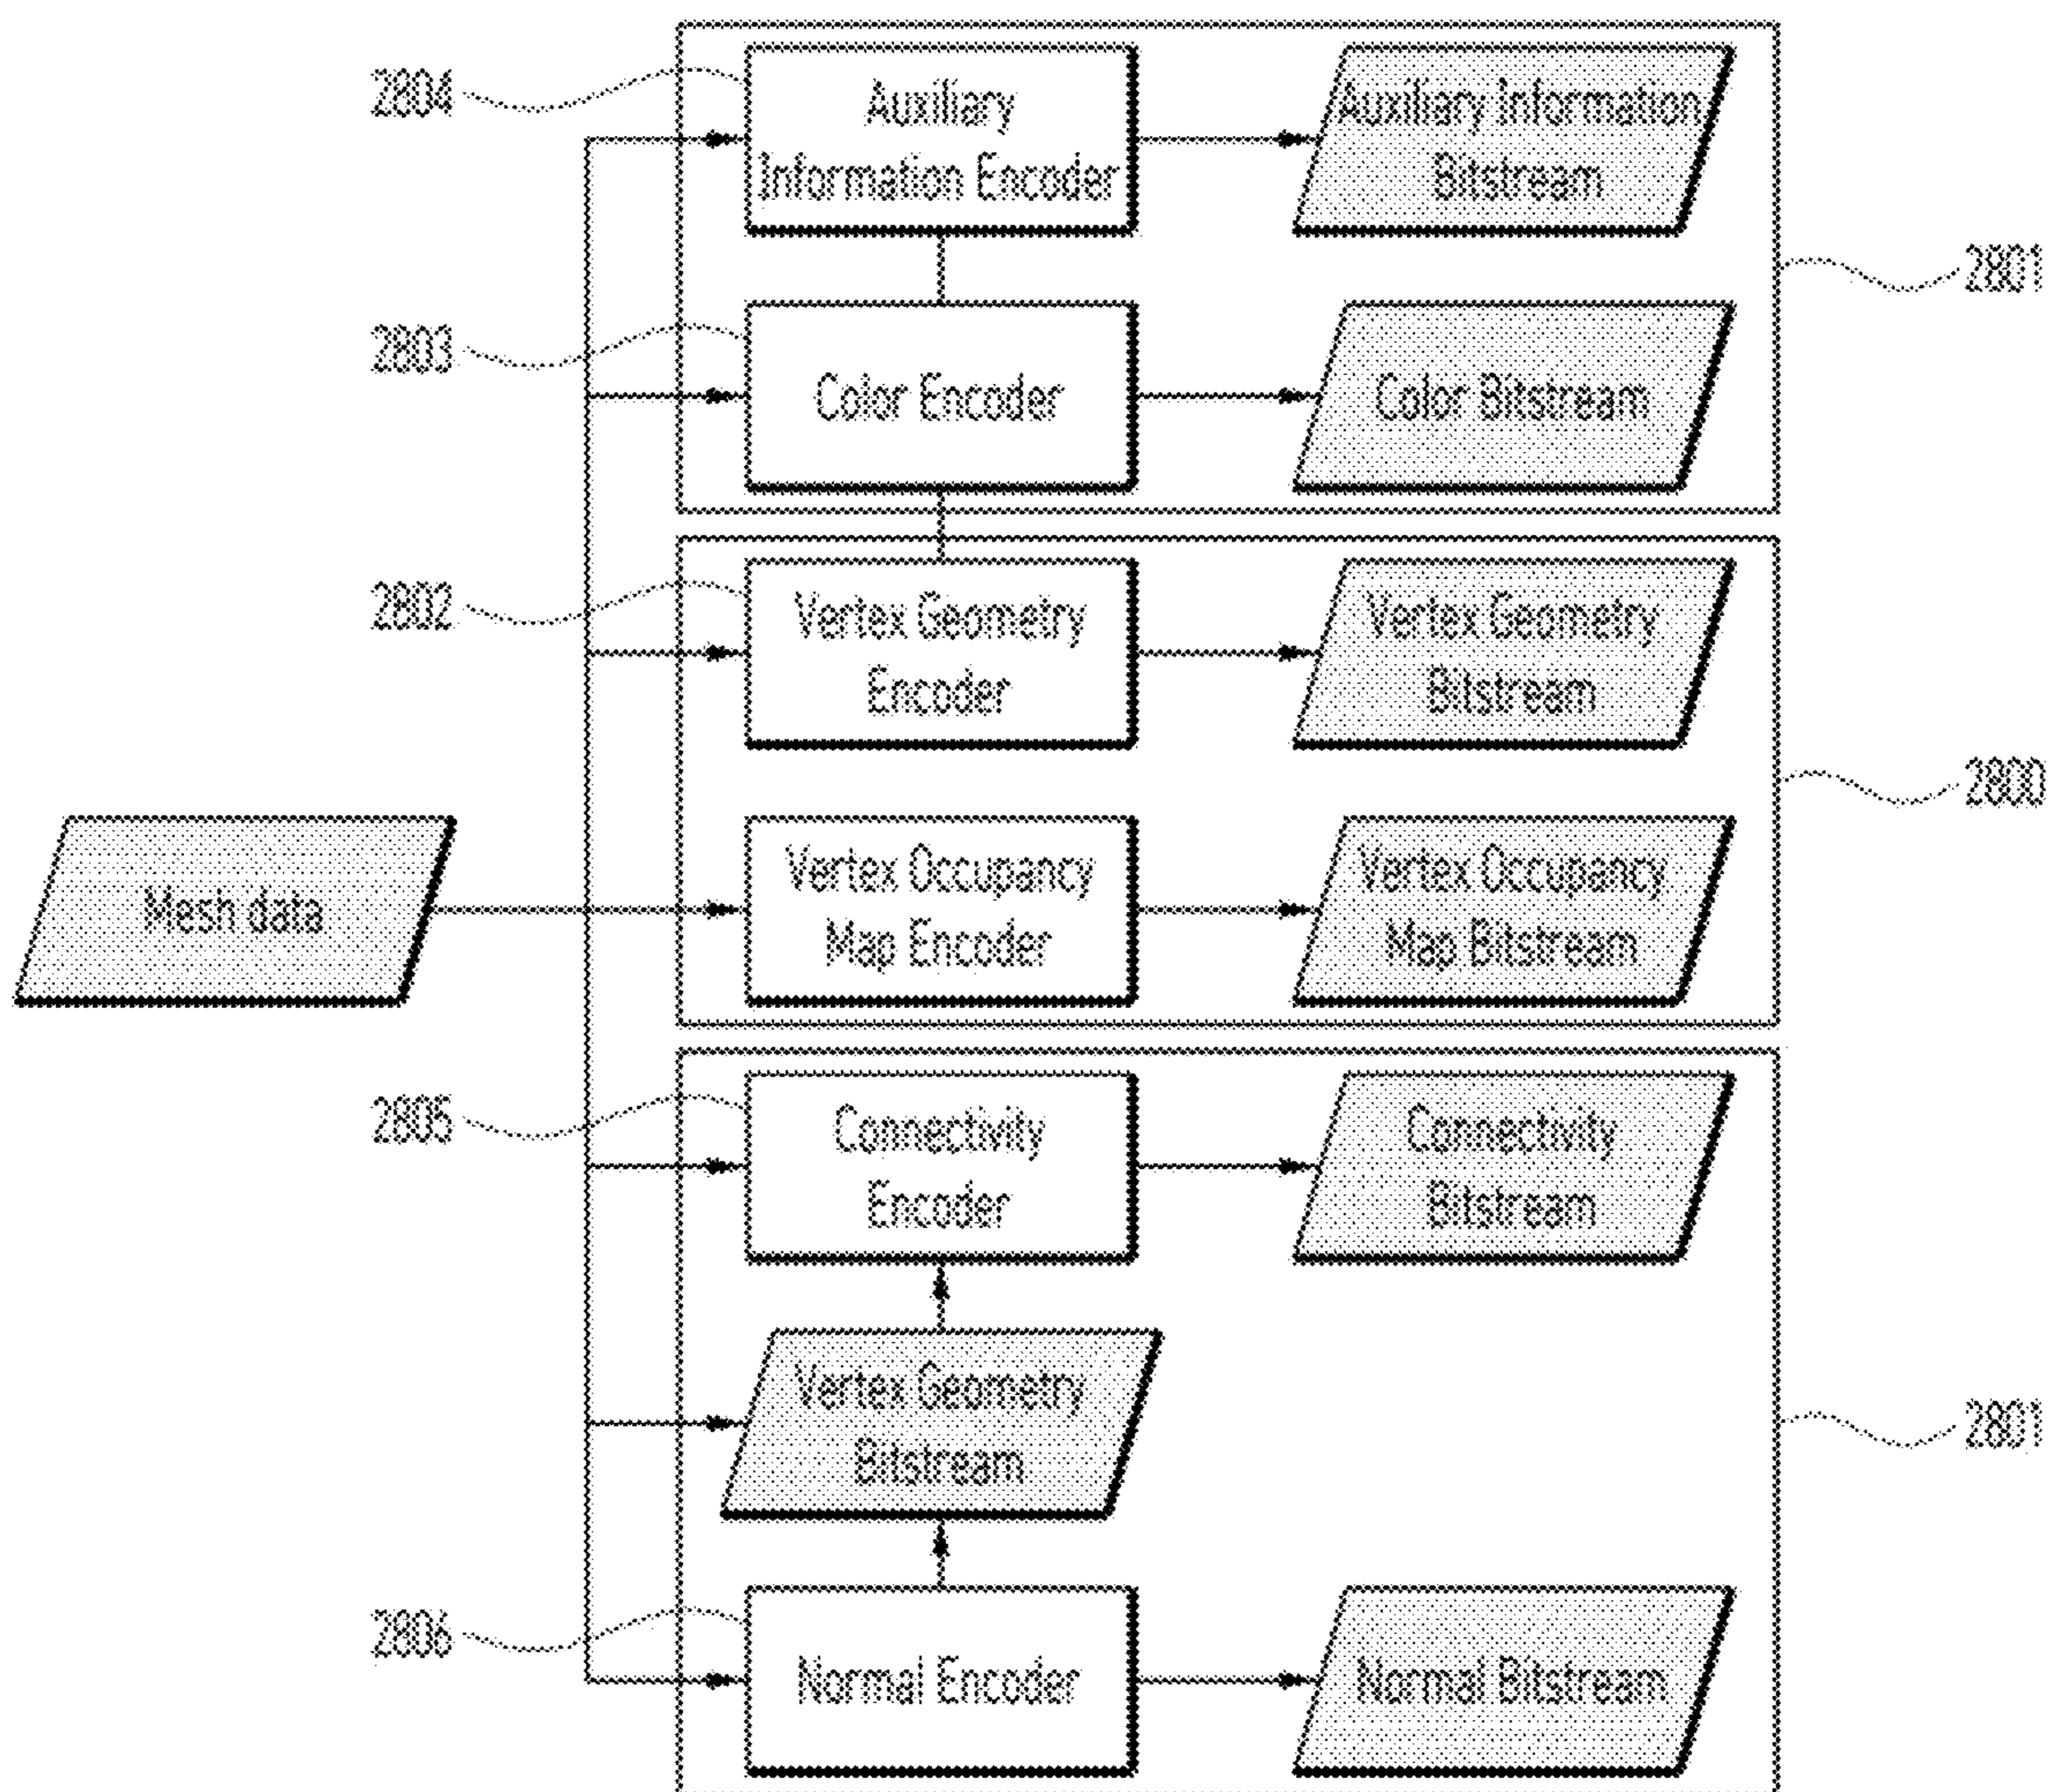 2804
Auxiliary
Information Encoder
Auxiliary Information
Bitstream
2801
2803
Color Encoder
Color Bitstream
2802
Vertex Geometry
Encoder
Vertex Geometry
Bitstream
2800
Mesh data
Vertex Occupancy
Map Encoder
Vertex Occupancy
Map Bitstream
2805
Connectivity
Encoder
Connectivity
Bitstream
Vertex Geometry
Bitstream
2801
2806
Normal Encoder
Normal Bitstream